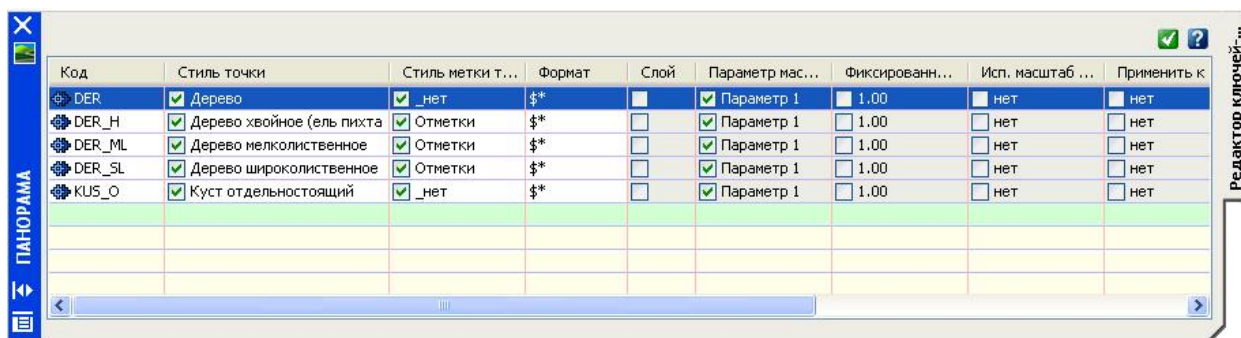 Код Стиль точки Стиль метки т... Формат Слой Параметр мас... Фиксированн... Исп. масштаб ... Применить к
DER Дерево _нет $* Параметр 1 1.00 нет нет
DER_H Дерево хвойное (ель пихта Отметки $* Параметр 1 1.00 нет нет
DER_ML Дерево мелколиственное Отметки $* Параметр 1 1.00 нет нет
DER_SL Дерево широколиственное Отметки $* Параметр 1 1.00 нет нет
KUS_O Куст отдельностоящий _нет $* Параметр 1 1.00 нет нет
ПАНОРАМА
Редактор ключей-...